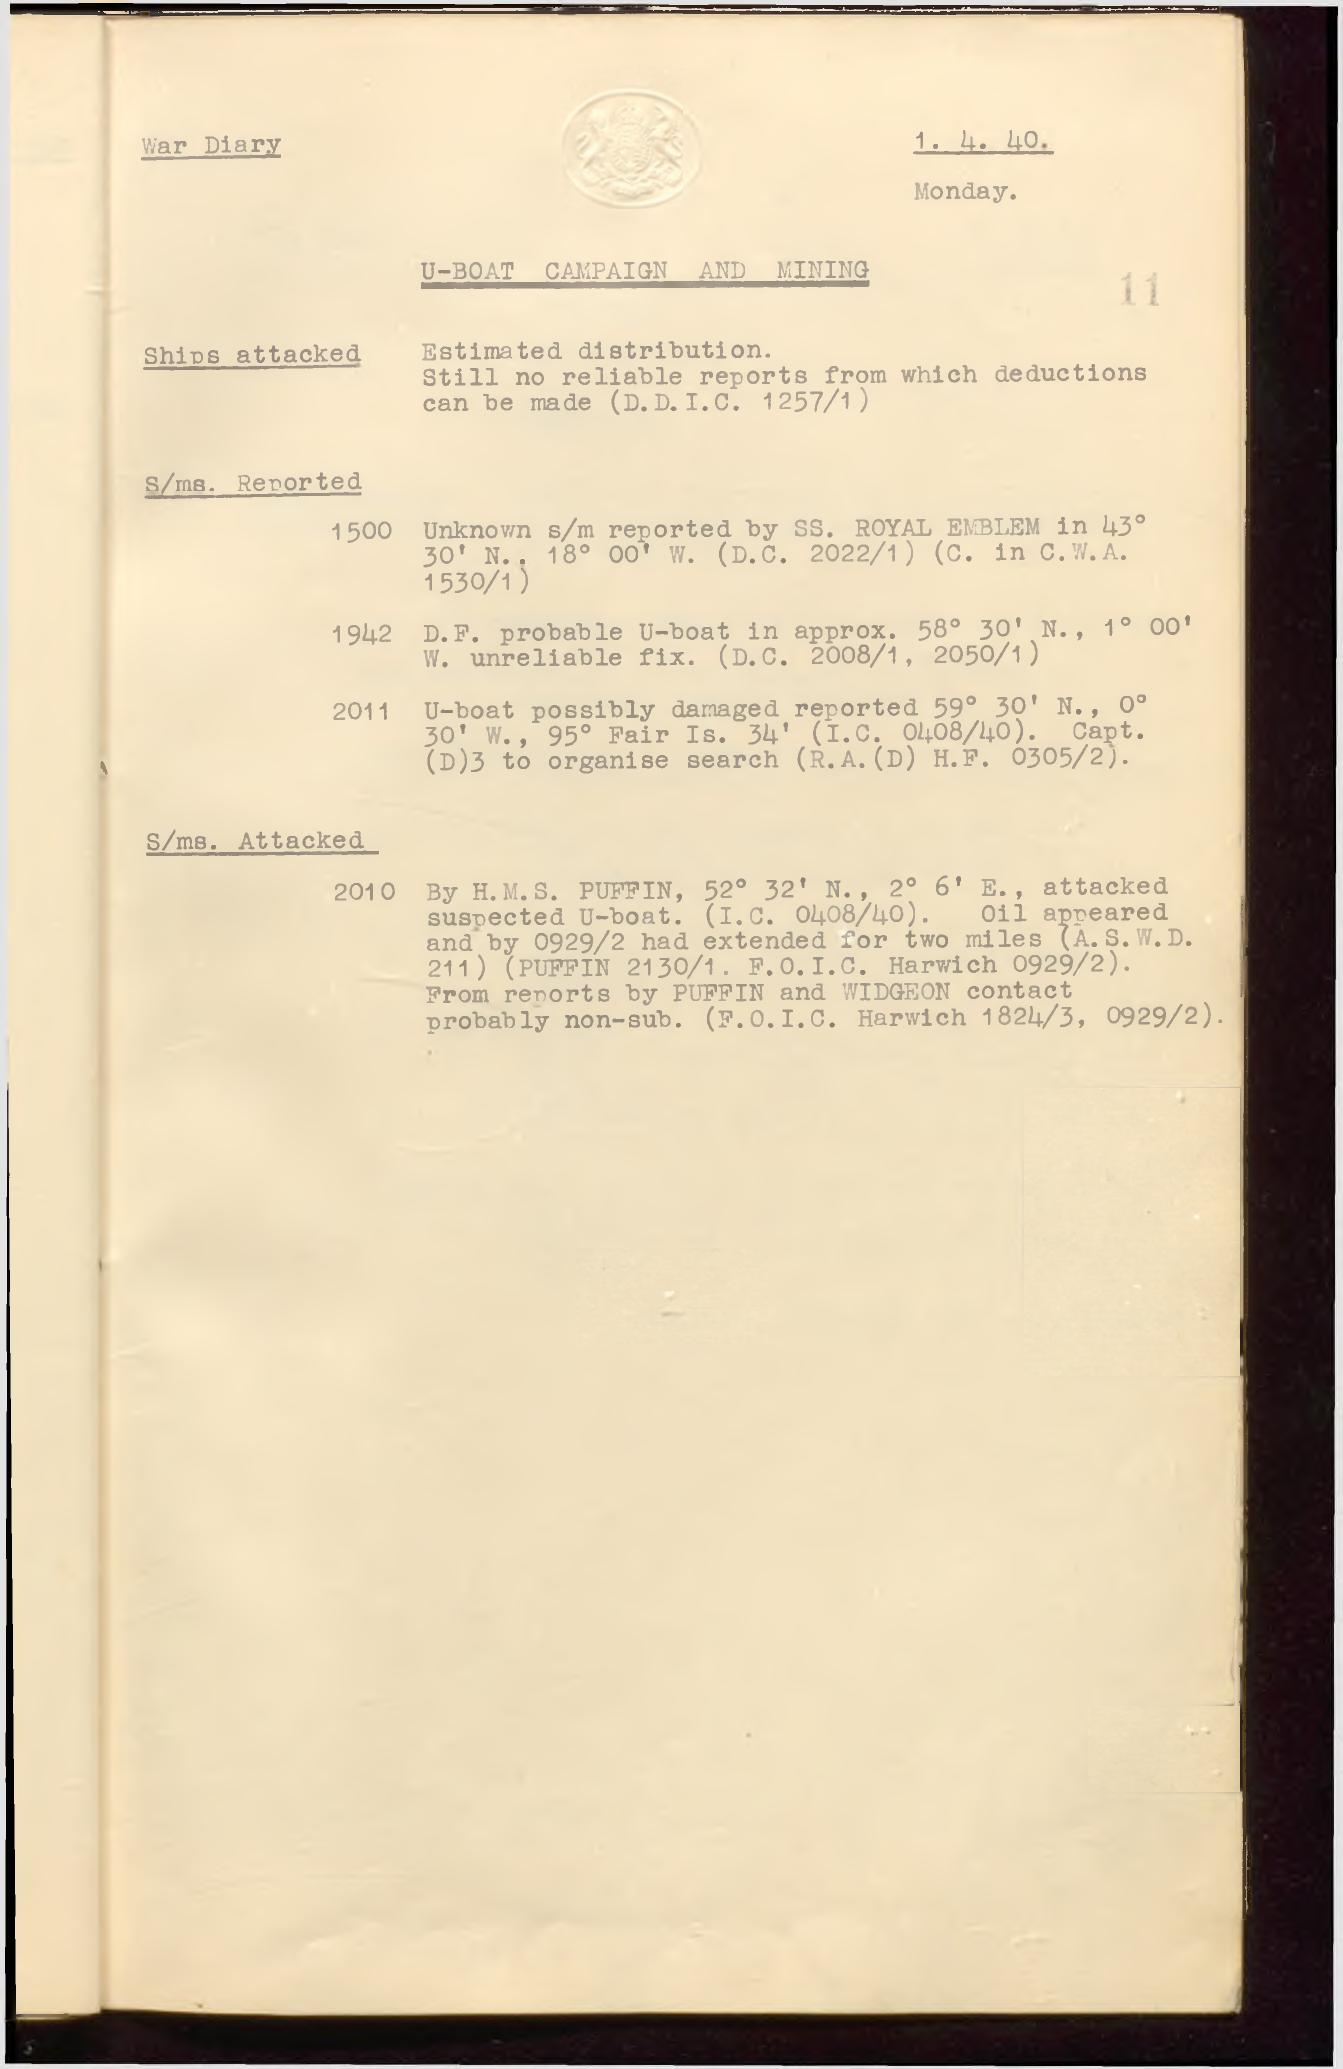 War Diary
1. 4. 40.
Monday.
U-BOAT CAMPAIGN AND MINING
11
Ships attacked
Estimated distribution.
Still no reliable reports from which deductions
can be made (D.D.I.C. 1257/1)
S/ms. Reported
1500 Unknown s/m reported by SS. ROYAL EMBLEM in 43°
30' N., 18° 00' W. (D.C. 2022/1) (C. in C.W.A.
1530/1)
1942 D.F. probable U-boat in approx. 58° 30' N., 1° 00'
W. unreliable fix. (D.C. 2008/1, 2050/1)
2011 U-boat possibly damaged reported 59° 30' N., 0°
30' W., 95° Fair Is. 34' (I.C. 0408/40). Capt.
(D)3 to organise search (R.A.(D) H.F. 0305/2).
S/ms. Attacked
2010 By H.M.S. PUFFIN, 52° 32' N., 2° 6' E., attacked
suspected U-boat. (I.C. 0408/40). Oil appeared
and by 0929/2 had extended for two miles (A.S.W.D.
211) (PUFFIN 2130/1. F.O.I.C. Harwich 0929/2).
From reports by PUFFIN and WIDGEON contact
probably non-sub. (F.O.I.C. Harwich 1824/3, 0929/2).